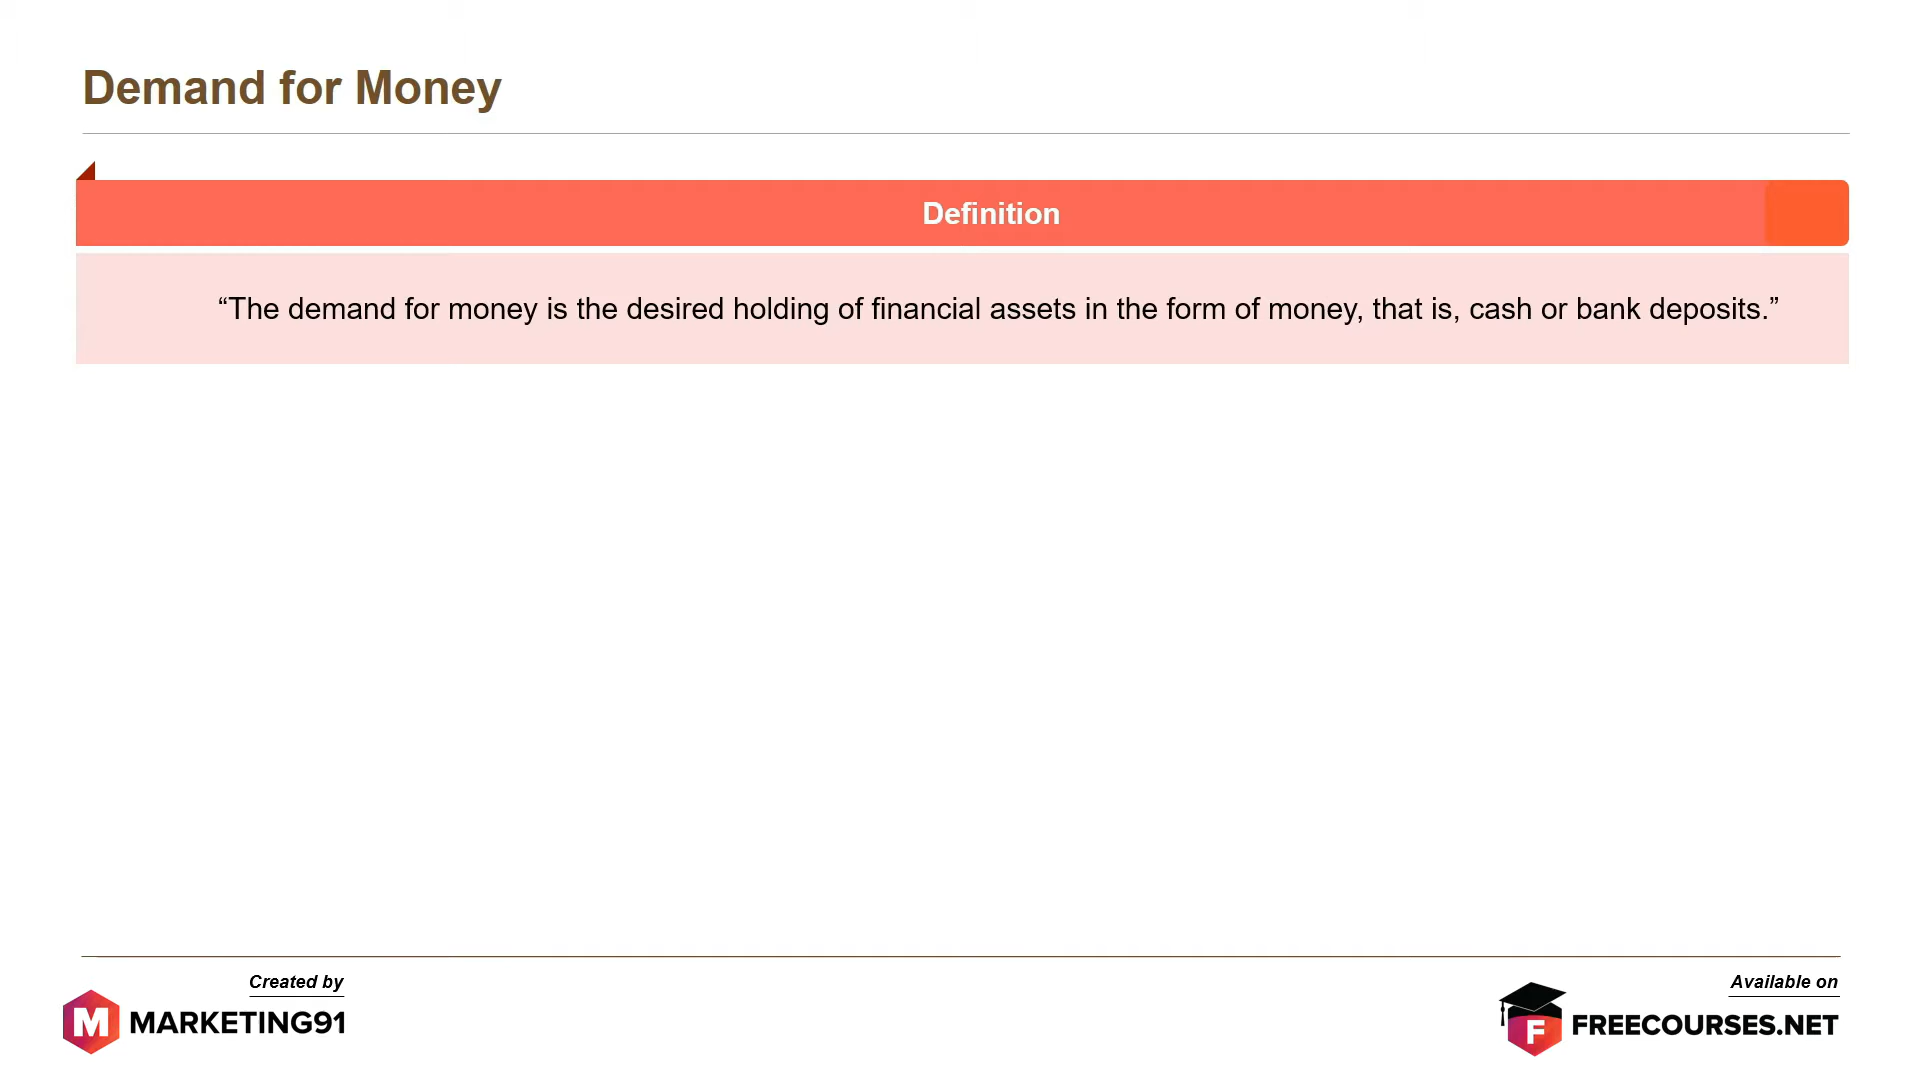 Demand for Money
Definition
“The demand for money is the desired holding of financial assets in the form of money, that is, cash or bank deposits.”
Created by
M MARKETING91
Available on
F FREECOURSES.NET